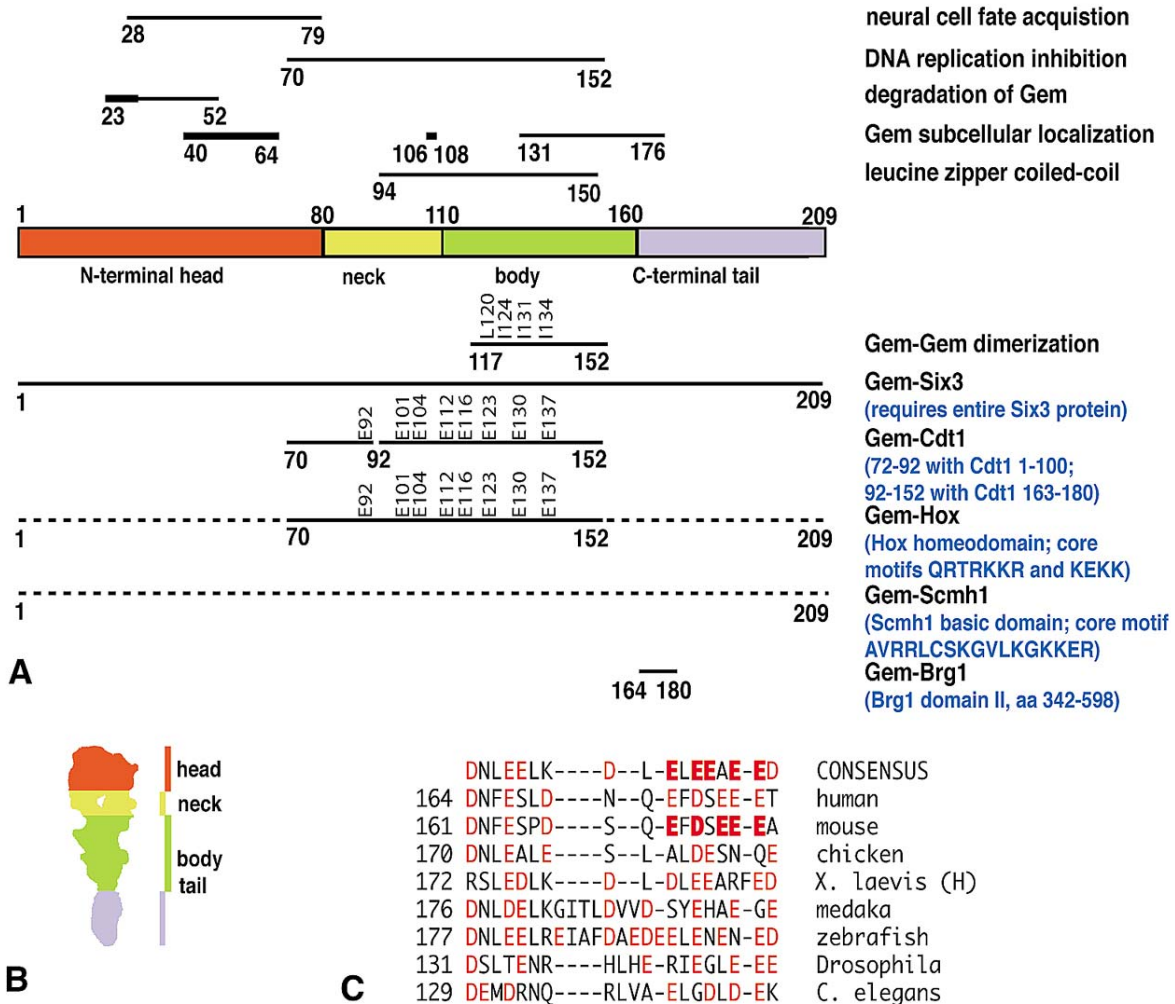 neural cell fate acquistion
28 79
DNA replication inhibition
70 152
degradation of Gem
23 52
Gem subcellular localization
40 64 106 108 131 176
leucine zipper coiled-coil
94 150
1 80 110 160 209
N-terminal head neck body C-terminal tail
L120 I124 I131 I134
Gem-Gem dimerization
117 152
Gem-Six3
1 209
(requires entire Six3 protein)
E92 E101 E104 E112 E116 E123 E130 E137
Gem-Cdt1
70 92 152
(72-92 with Cdt1 1-100;
92-152 with Cdt1 163-180)
E92 E101 E104 E112 E116 E123 E130 E137
Gem-Hox
1 70 152 209
(Hox homeodomain; core
motifs QRTRKKR and KEKK)
Gem-Scmh1
1 209
(Scmh1 basic domain; core motif
AVRRLCSKGVLKGKKER)
A
Gem-Brg1
164 180
(Brg1 domain II, aa 342-598)
head
neck
body
tail
B
DNLEELK----D--L-ELEEAE-ED CONSENSUS
164 DNFESLD----N--Q-EFDSEE-ET human
161 DNFESPD----S--Q-EFDSEE-EA mouse
170 DNLEALE----S--L-ALDESN-QE chicken
172 RSLEDLK----D--L-DLEEARFED X. laevis (H)
176 DNLDELKGITLDVVD-SYEHAE-GE medaka
177 DNLEELREIAFDAEDEELENEN-ED zebrafish
131 DSLTENR----HLHE-RIEGLE-EE Drosophila
129 DEMDRNQ----RLVA-ELGDLD-EK C. elegans
C